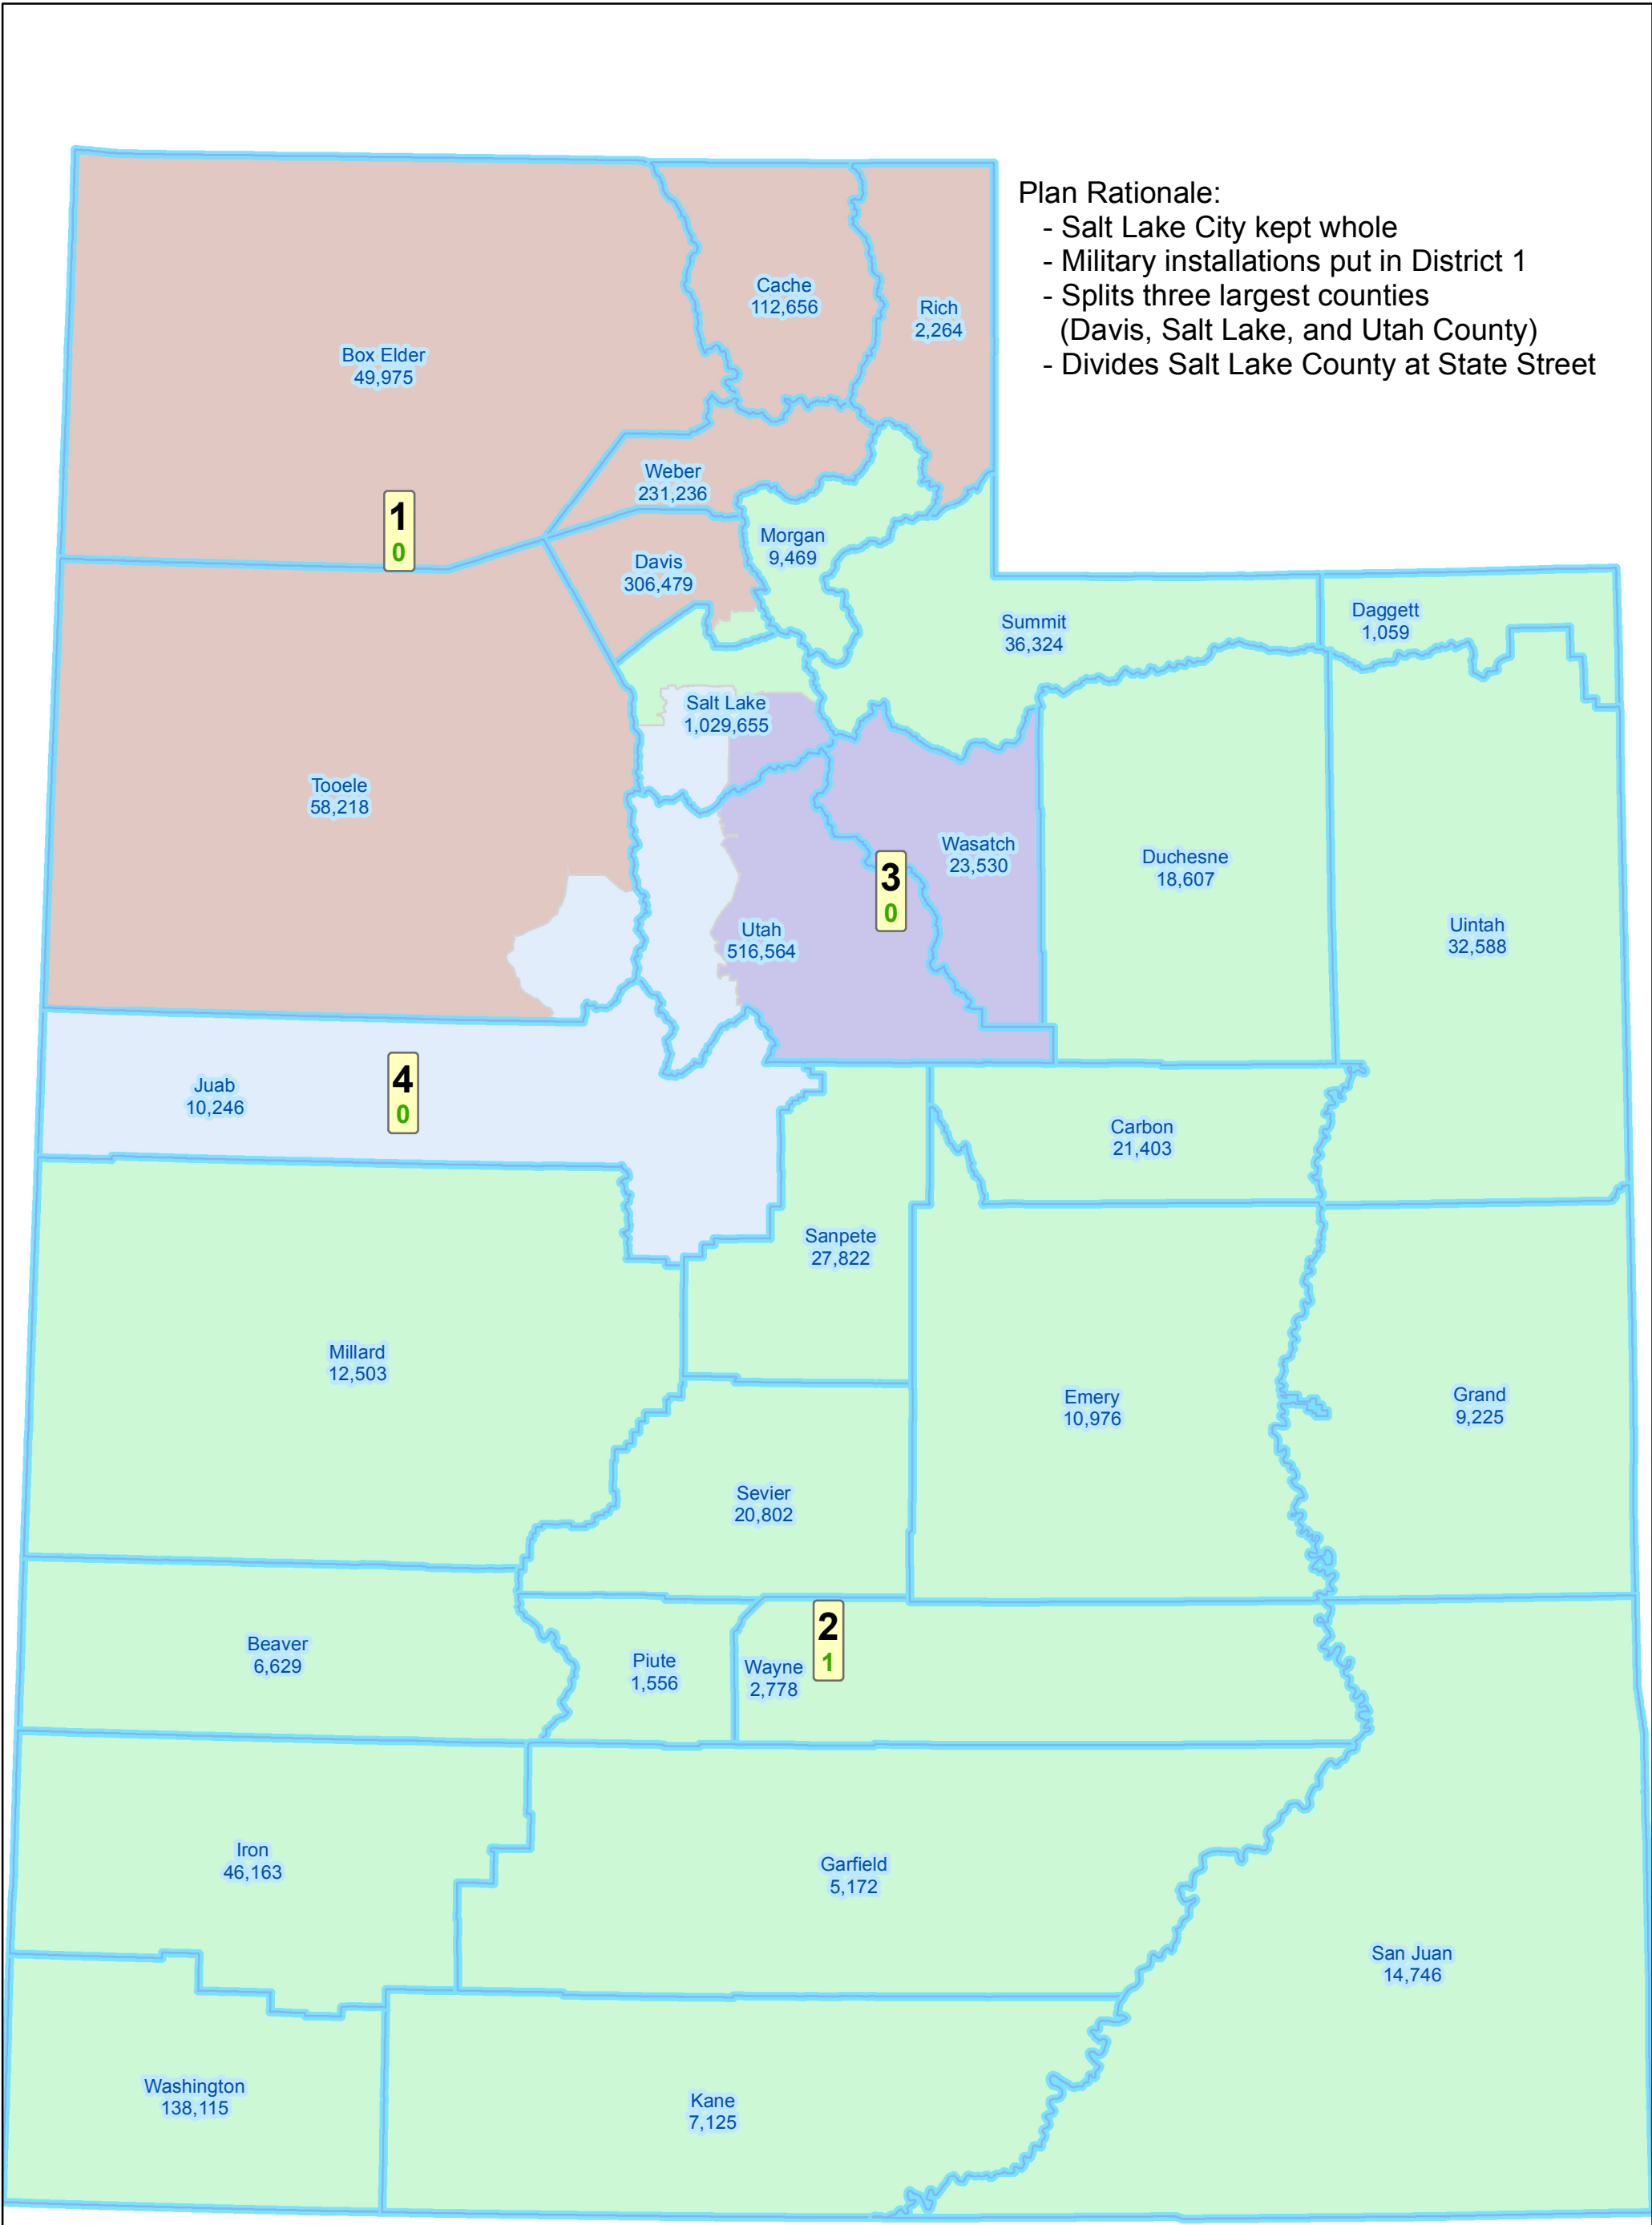 Plan Rationale:
- Salt Lake City kept whole
- Military installations put in District 1
- Splits three largest counties
(Davis, Salt Lake, and Utah County)
- Divides Salt Lake County at State Street
Cache
112,656
Rich
2,264
Box Elder
49,975
Weber
231,236
1
0
Morgan
9,469
Davis
306,479
Summit
36,324
Daggett
1,059
Salt Lake
1,029,655
Tooele
58,218
Wasatch
23,530
3
0
Duchesne
18,607
Utah
516,564
Uintah
32,588
Juab
10,246
4
0
Carbon
21,403
Sanpete
27,822
Millard
12,503
Emery
10,976
Grand
9,225
Sevier
20,802
Beaver
6,629
Piute
1,556
Wayne
2,778
2
1
Iron
46,163
Garfield
5,172
San Juan
14,746
Washington
138,115
Kane
7,125